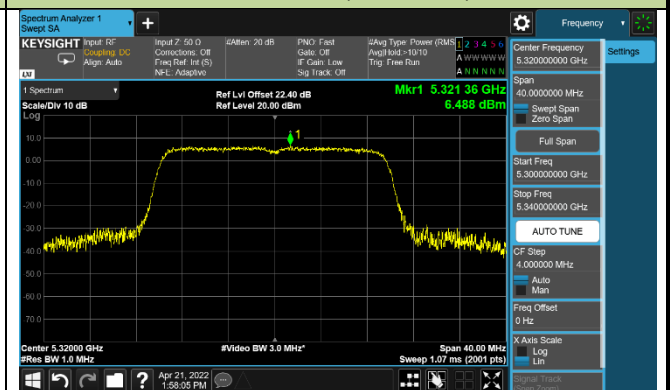 Spectrum Analyzer 1
Swept SA
+
Frequency
KEYSIGHT
Input: RF
Coupling: DC
Align: Auto
Input Z: 50 Ω
Corrections: Off
Freq Ref: Int (S)
NFE: Adaptive
#Atten: 20 dB
PNO: Fast
Gate: Off
IF Gain: Low
Sig Track: Off
#Avg Type: Power (RMS
Avg|Hold:>10/10
Trig: Free Run
1 2 3 4 5 6
A W W W W W
A N N N N N
LXI
1 Spectrum
Scale/Div 10 dB
Log
Ref Lvl Offset 22.40 dB
Ref Level 20.00 dBm
Mkr1 5.321 36 GHz
6.488 dBm
1
10.0
0.00
-10.0
-20.0
-30.0
-40.0
-50.0
-60.0
-70.0
Center 5.32000 GHz
#Res BW 1.0 MHz
#Video BW 3.0 MHz*
Span 40.00 MHz
Sweep 1.07 ms (2001 pts)
Center Frequency
5.320000000 GHz
Settings
Span
40.0000000 MHz
Swept Span
Zero Span
Full Span
Start Freq
5.300000000 GHz
Stop Freq
5.340000000 GHz
AUTO TUNE
CF Step
4.000000 MHz
Auto
Man
Freq Offset
0 Hz
X Axis Scale
Log
Lin
Signal Track
(Span Zoom)
?
Apr 21, 2022
1:58:05 PM